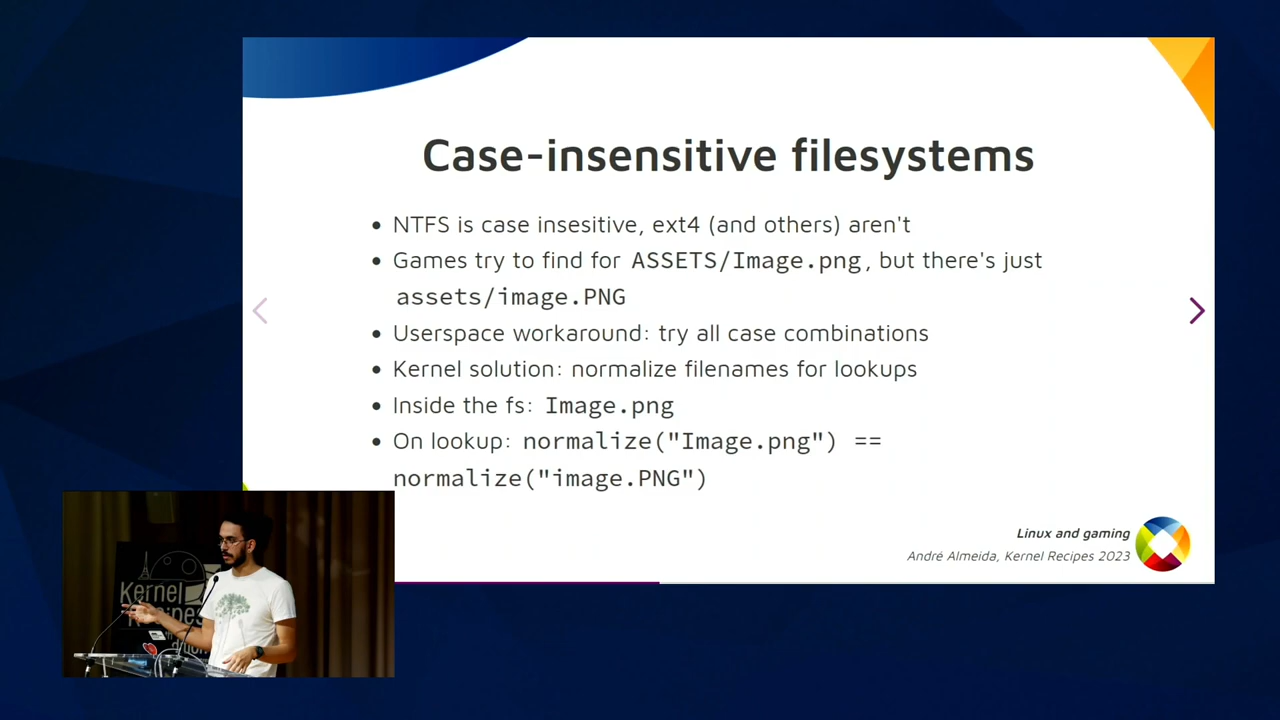 Case-insensitive filesystems
NTFS is case insesitive, ext4 (and others) aren't
Games try to find for ASSETS/Image.png, but there's just
assets/image.PNG
Userspace workaround: try all case combinations
Kernel solution: normalize filenames for lookups
Inside the fs: Image.png
On lookup: normalize("Image.png") ==
normalize("image.PNG")
Linux and gaming
André Almeida, Kernel Recipes 2023
Kernel
Recipes